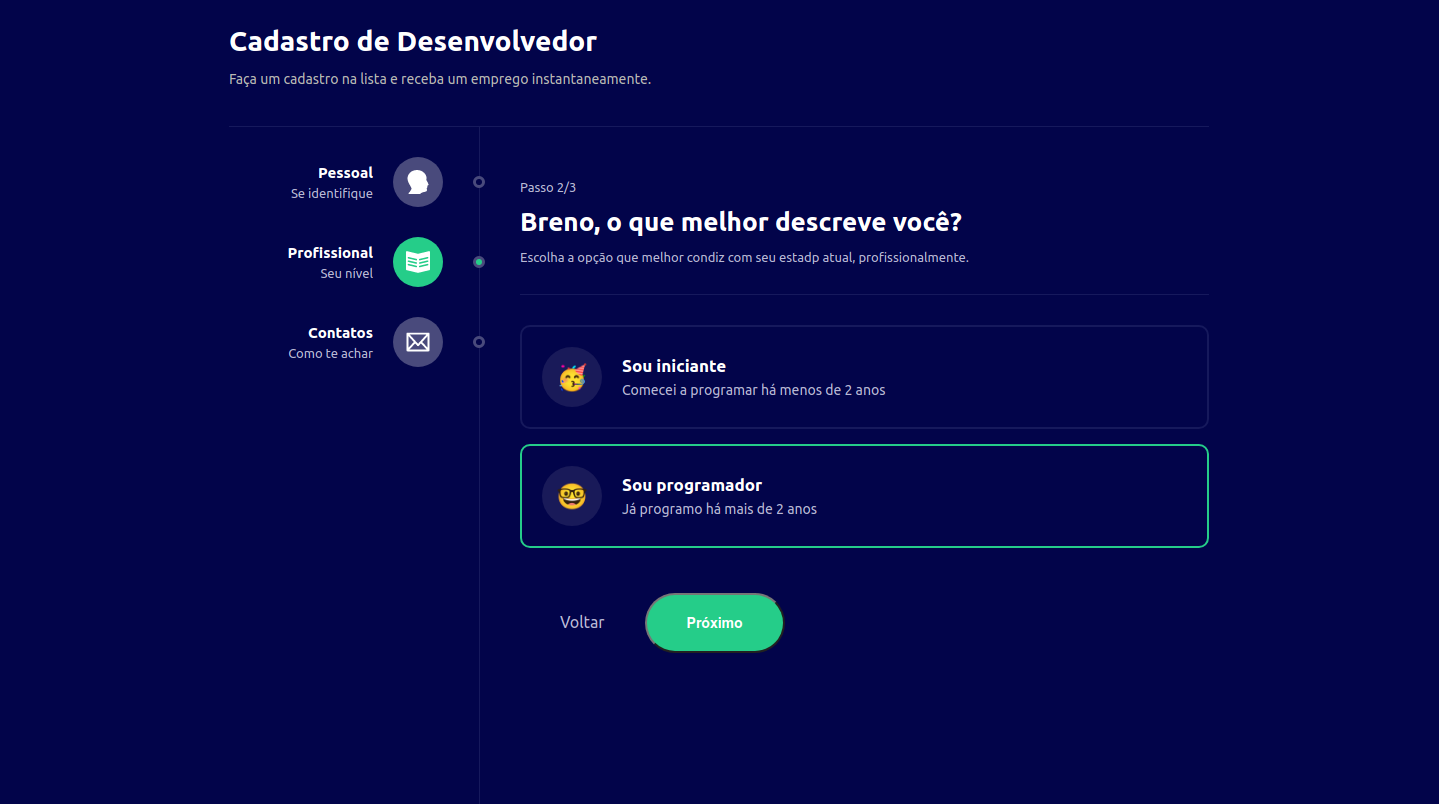 Cadastro de Desenvolvedor
Faça um cadastro na lista e receba um emprego instantaneamente.
Pessoal
Se identifique
Profissional
Seu nível
Contatos
Como te achar
Passo 2/3
Breno, o que melhor descreve você?
Escolha a opção que melhor condiz com seu estadp atual, profissionalmente.
Sou iniciante
Comecei a programar há menos de 2 anos
Sou programador
Já programo há mais de 2 anos
Voltar
Próximo